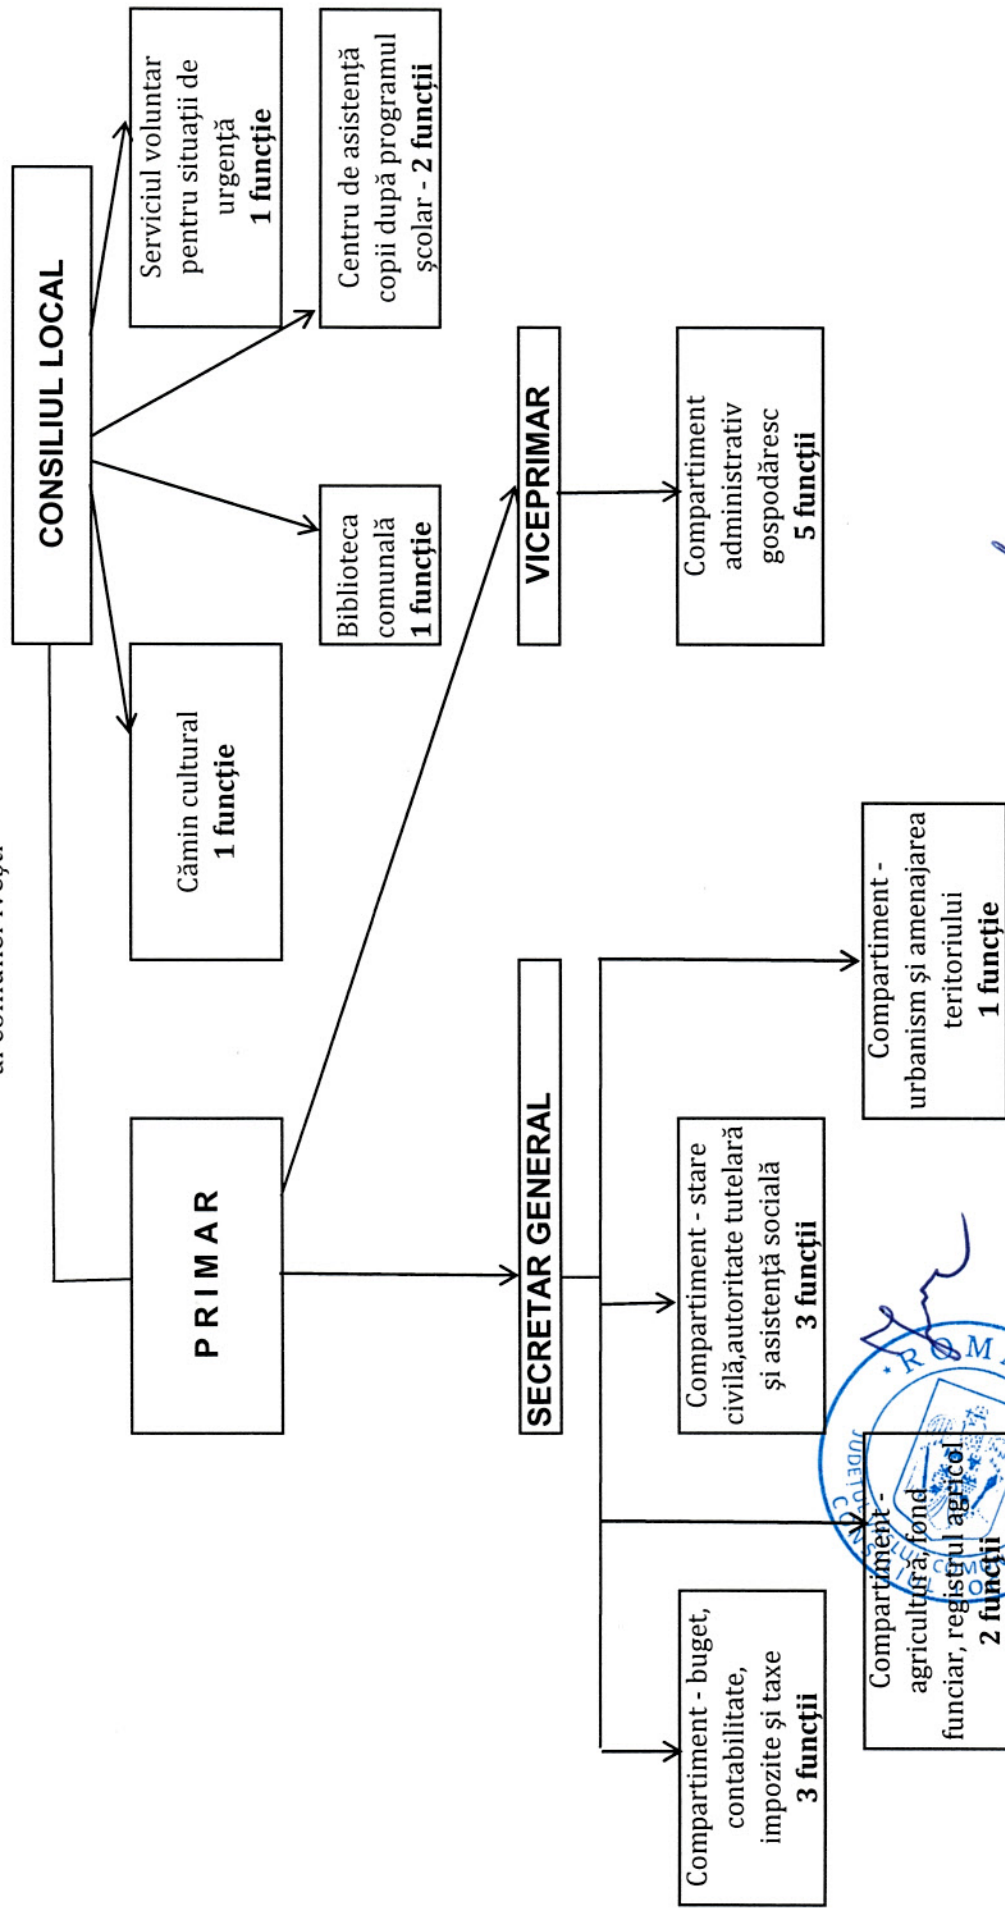 CONSILIUL LOCAL
PRIMAR
Cămin cultural
1 funcție
Serviciul voluntar
pentru situații de
urgență
1 funcție
Biblioteca
comunală
1 funcție
Centru de asistență
copii după programul
școlar - 2 funcții
SECRETAR GENERAL
VICEPRIMAR
Compartiment - buget,
contabilitate,
impozite și taxe
3 funcții
Compartiment - stare
civilă,autoritate tutelară
și asistență socială
3 funcții
Compartiment
administrativ
gospodăresc
5 funcții
Compartiment -
agricultură, fond
funciar, registrul agricol
2 funcții
Compartiment -
urbanism și amenajarea
teritoriului
1 funcție